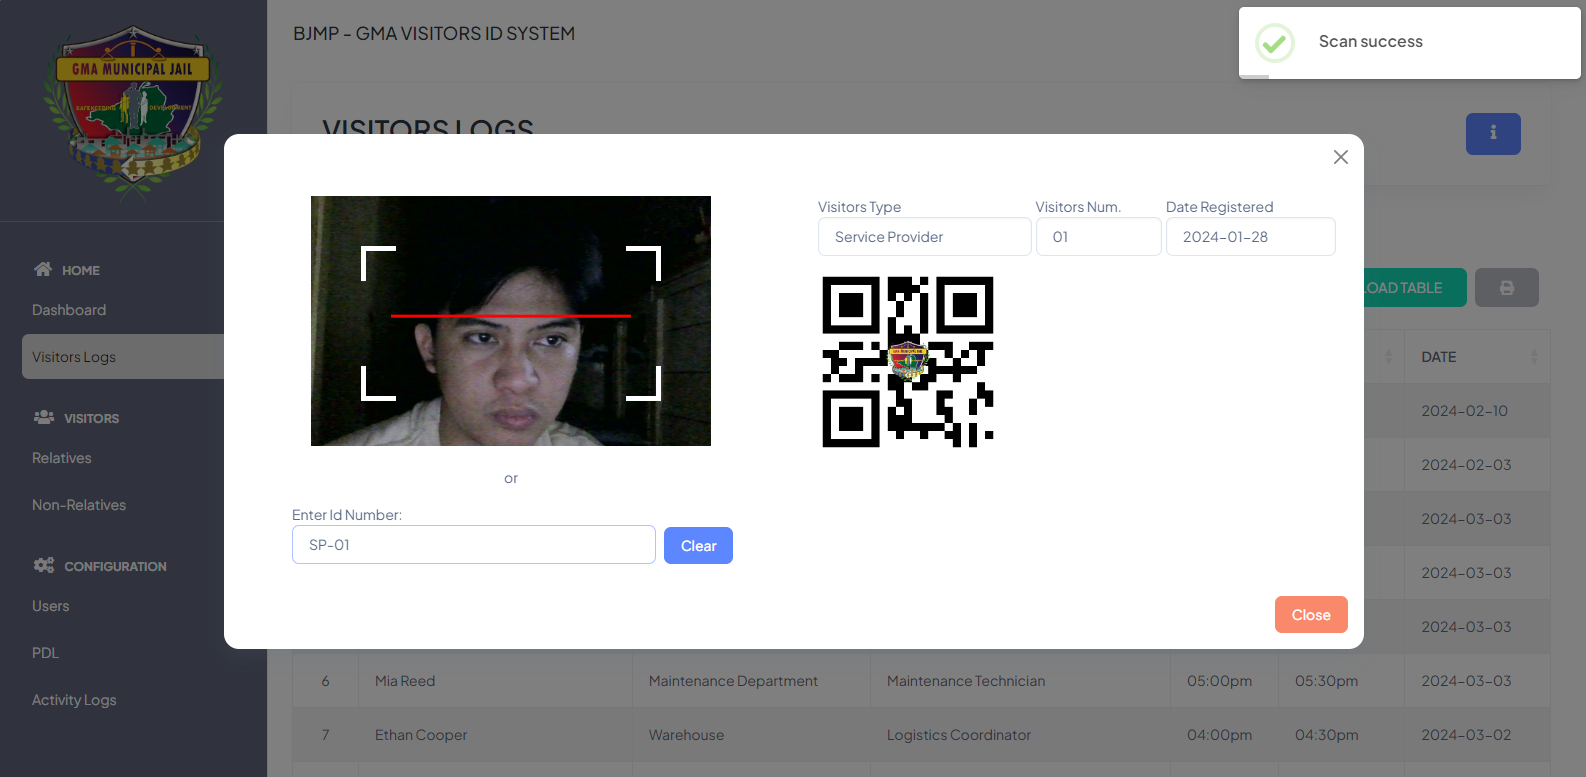 GMA MUNICIPAL JAIL
SAFEKEEPING DEVELOPMENT
HOME
Dashboard
Visitors Logs
VISITORS
Relatives
Non-Relatives
CONFIGURATION
Users
PDL
Activity Logs
BJMP - GMA VISITORS ID SYSTEM
Scan success
VISITORS LOGS
Visitors Type Visitors Num. Date Registered
Service Provider 01 2024-01-28
GMA MUNICIPAL JAIL
or
Enter Id Number:
SP-01 Clear
Close
LOAD TABLE
DATE
2024-02-10
2024-02-03
2024-03-03
2024-03-03
2024-03-03
6 Mia Reed Maintenance Department Maintenance Technician 05:00pm 05:30pm 2024-03-03
7 Ethan Cooper Warehouse Logistics Coordinator 04:00pm 04:30pm 2024-03-02